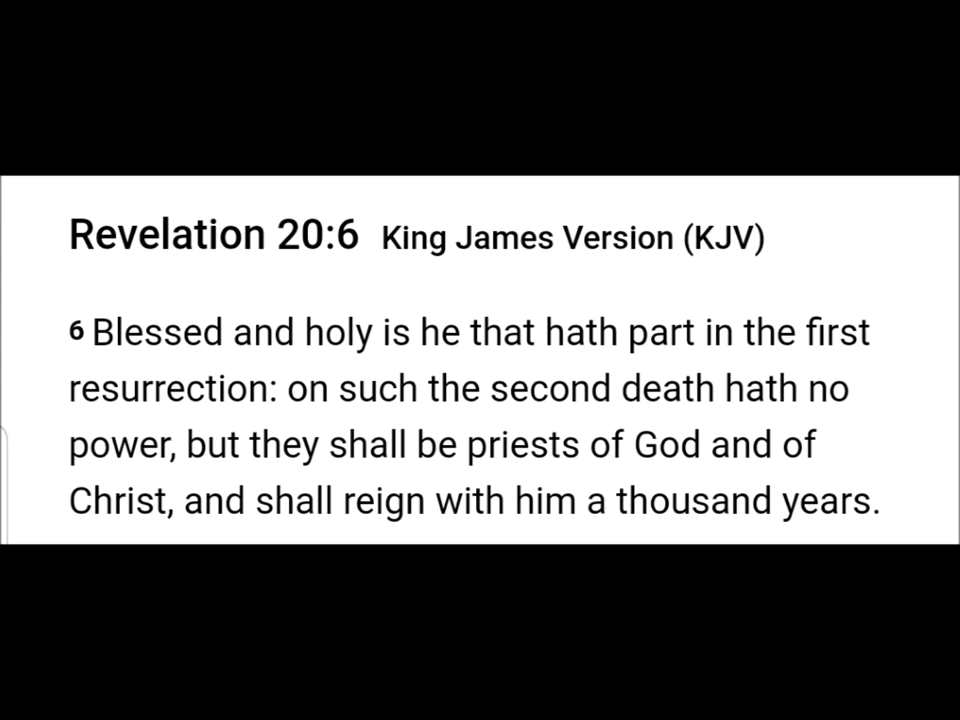 Revelation 20:6 King James Version (KJV)
6 Blessed and holy is he that hath part in the first
resurrection: on such the second death hath no
power, but they shall be priests of God and of
Christ, and shall reign with him a thousand years.